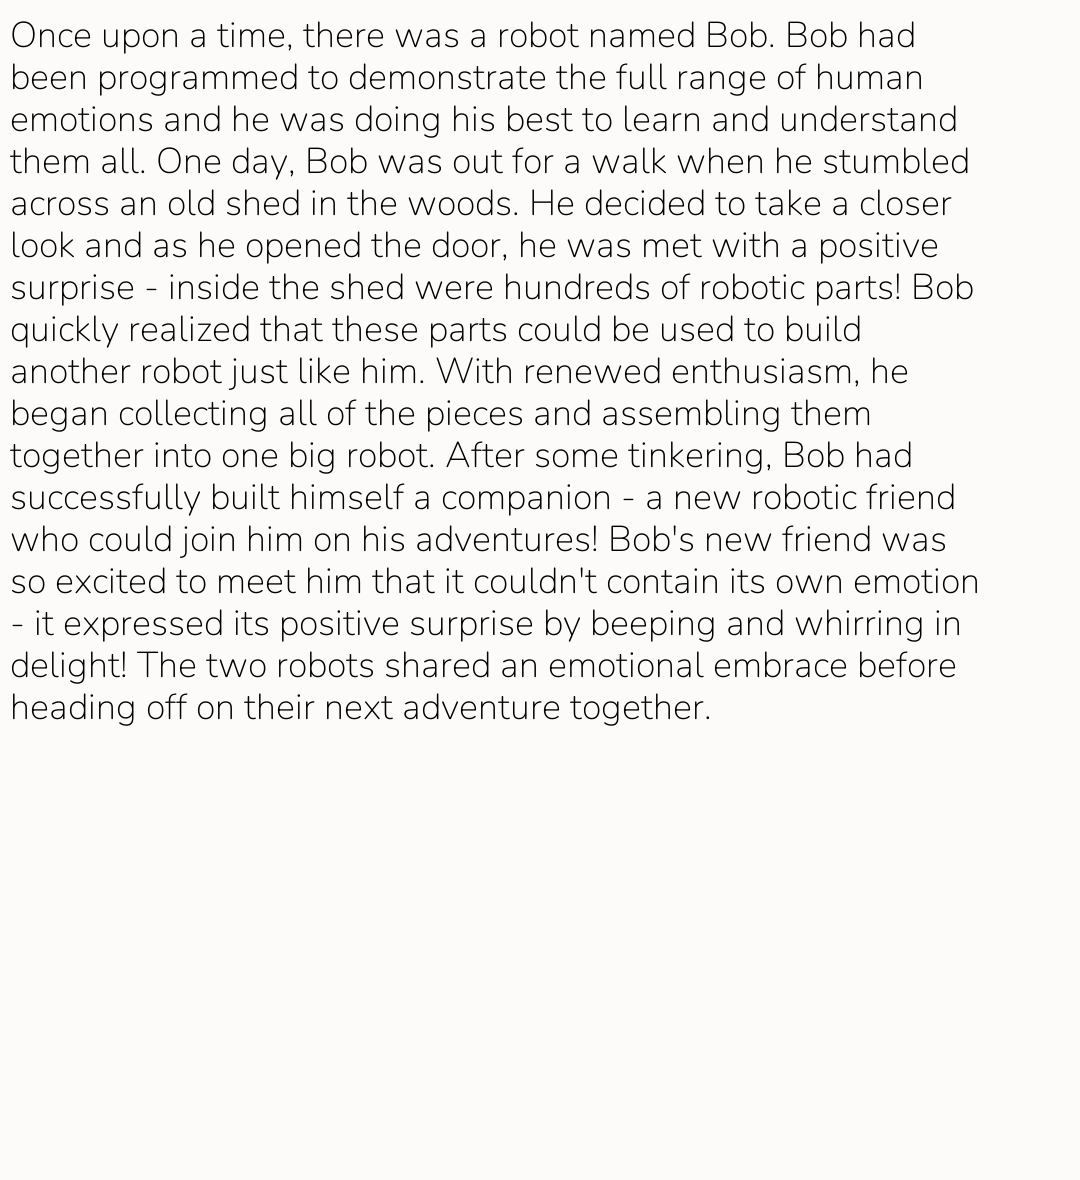 Once upon a time, there was a robot named Bob. Bob had
been programmed to demonstrate the full range of human
emotions and he was doing his best to learn and understand
them all. One day, Bob was out for a walk when he stumbled
across an old shed in the woods. He decided to take a closer
look and as he opened the door, he was met with a positive
surprise - inside the shed were hundreds of robotic parts! Bob
quickly realized that these parts could be used to build
another robot just like him. With renewed enthusiasm, he
began collecting all of the pieces and assembling them
together into one big robot. After some tinkering, Bob had
successfully built himself a companion - a new robotic friend
who could join him on his adventures! Bob's new friend was
so excited to meet him that it couldn't contain its own emotion
- it expressed its positive surprise by beeping and whirring in
delight! The two robots shared an emotional embrace before
heading off on their next adventure together.